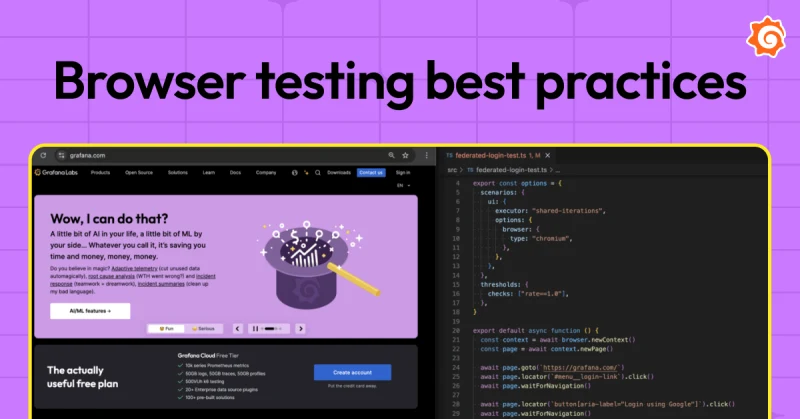 Browser testing best practices
grafana.com
Grafana Labs Products Open Source Solutions Learn Docs Company Downloads Contact us Sign in
EN
Wow, I can do that?
A little bit of AI in your life, a little bit of ML by
your side... Whatever you call it, it's saving you
time and money, money, money.
Do you believe in magic? Adaptive telemetry (cut unused data
automagically), root cause analysis (WTH went wrong?!) and incident
response (teamwork = dreamwork), incident summaries (clean up
my bad language).
AI/ML features
Fun Serious
The actually
useful free plan
Grafana Cloud Free Tier
10k series Prometheus metrics
50GB logs, 50GB traces, 50GB profiles
500VUh k6 testing
20+ Enterprise data source plugins
100+ pre-built solutions
Create account
Put the credit card away.
federated-login-test.ts 1, M
src > federated-login-test.ts > ...
4 export const options = {
5 scenarios: {
6 ui: {
7 executor: "shared-iterations",
8 options: {
9 browser: {
10 type: "chromium",
11 },
12 },
13 },
14 },
15 thresholds: {
16 checks: ["rate==1.0"],
17 },
18 }
20 export default async function () {
21 const context = await browser.newContext()
22 const page = await context.newPage()
24 await page.goto(`https://grafana.com/`)
25 await page.locator('#menu__login-link').click()
26 await page.waitForNavigation()
28 await page.locator('button[aria-label="Login using Google"]').click()
29 await page.waitForNavigation()